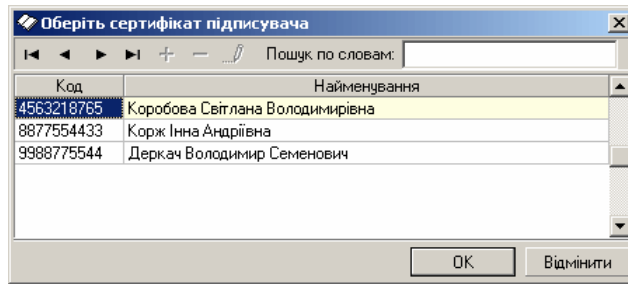 Оберіть сертифікат підписувача
Пошук по словам:
Код Найменування
4563218765 Коробова Світлана Володимирівна
8877554433 Корж Інна Андріївна
9988775544 Деркач Володимир Семенович
OK Відмінити